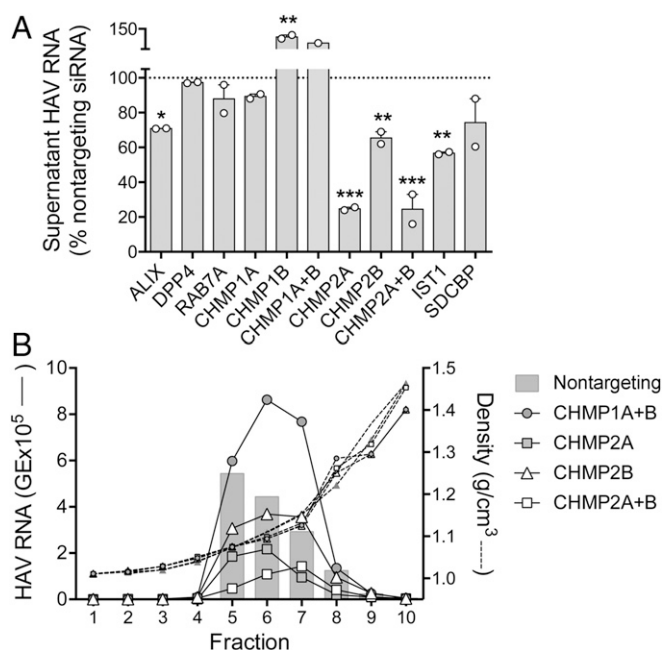 A
Supernatant HAV RNA
(% nontargeting siRNA)
150
100
80
60
40
20
0
*
**
***
**
***
**
ALIX
DPP4
RAB7A
CHMP1A
CHMP1B
CHMP1A+B
CHMP2A
CHMP2B
CHMP2A+B
IST1
SDCBP
B
HAV RNA (GEx10⁵ —)
10
8
6
4
2
0
1 2 3 4 5 6 7 8 9 10
Fraction
1.5
1.4
1.3
1.2
1.1
1.0
Density (g/cm³ ----)
Nontargeting
CHMP1A+B
CHMP2A
CHMP2B
CHMP2A+B